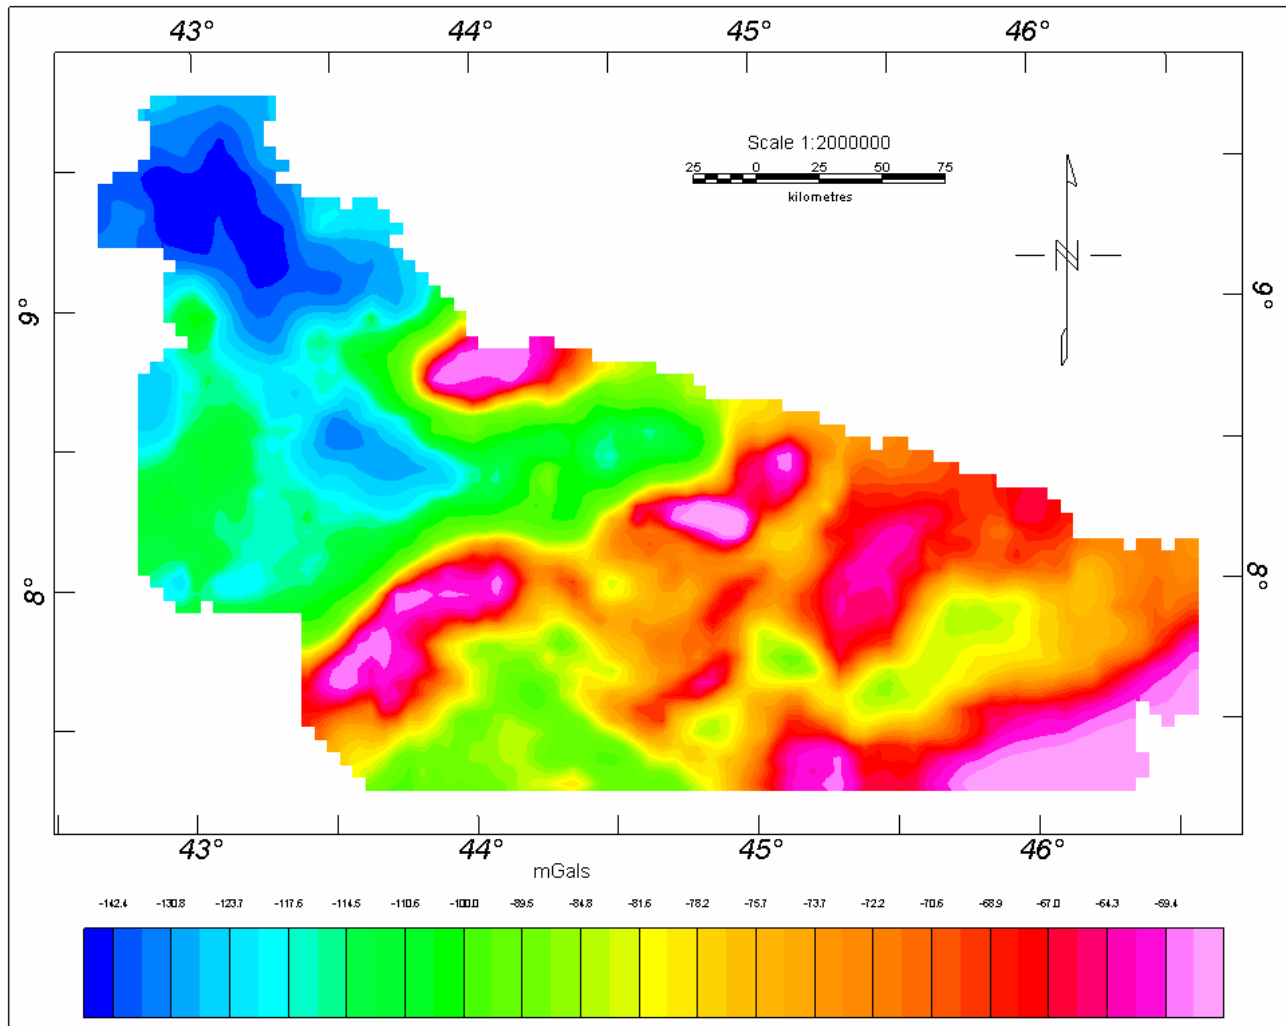 43° 44° 45° 46°
Scale 1:2000000
25 0 25 50 75
kilometres
N
9° 9°
8° 8°
43° 44° 45° 46°
mGals
-142.4 -130.8 -123.7 -117.6 -114.5 -110.6 -100.0 -89.5 -84.8 -81.6 -78.2 -75.7 -73.7 -72.2 -70.6 -68.9 -67.0 -64.3 -59.4